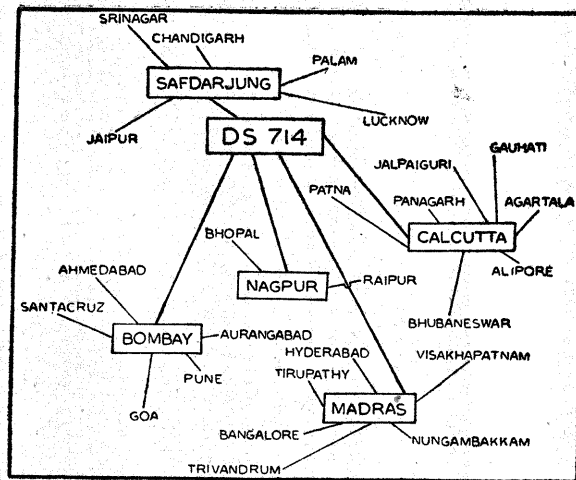 SRINAGAR
CHANDIGARH
PALAM
SAFDARJUNG
LUCKNOW
JAIPUR
DS 714
GAUHATI
JALPAIGURI
PATNA
PANAGARH
AGARTALA
CALCUTTA
ALIPORE
BHUBANESWAR
BHOPAL
NAGPUR
RAIPUR
AHMEDABAD
SANTACRUZ
BOMBAY
AURANGABAD
PUNE
GOA
HYDERABAD
VISAKHAPATNAM
TIRUPATHY
MADRAS
BANGALORE
NUNGAMBAKKAM
TRIVANDRUM